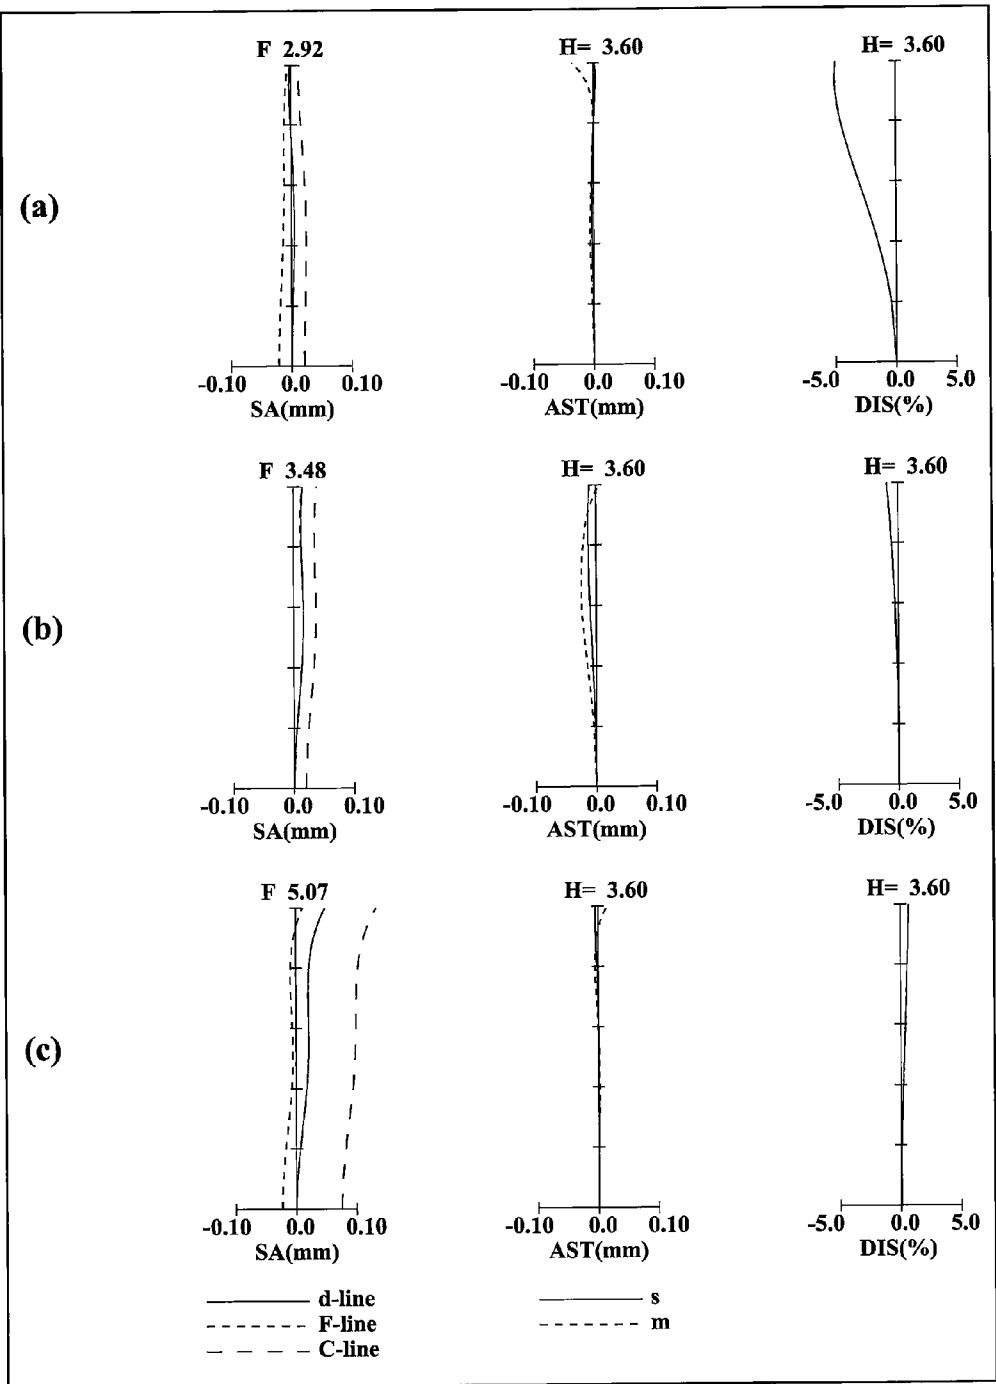 F 2.92 H= 3.60 H= 3.60
(a)
-0.10 0.0 0.10 -0.10 0.0 0.10 -5.0 0.0 5.0
SA(mm) AST(mm) DIS(%)
F 3.48 H= 3.60 H= 3.60
(b)
-0.10 0.0 0.10 -0.10 0.0 0.10 -5.0 0.0 5.0
SA(mm) AST(mm) DIS(%)
F 5.07 H= 3.60 H= 3.60
(c)
-0.10 0.0 0.10 -0.10 0.0 0.10 -5.0 0.0 5.0
SA(mm) AST(mm) DIS(%)
d-line s
F-line m
C-line